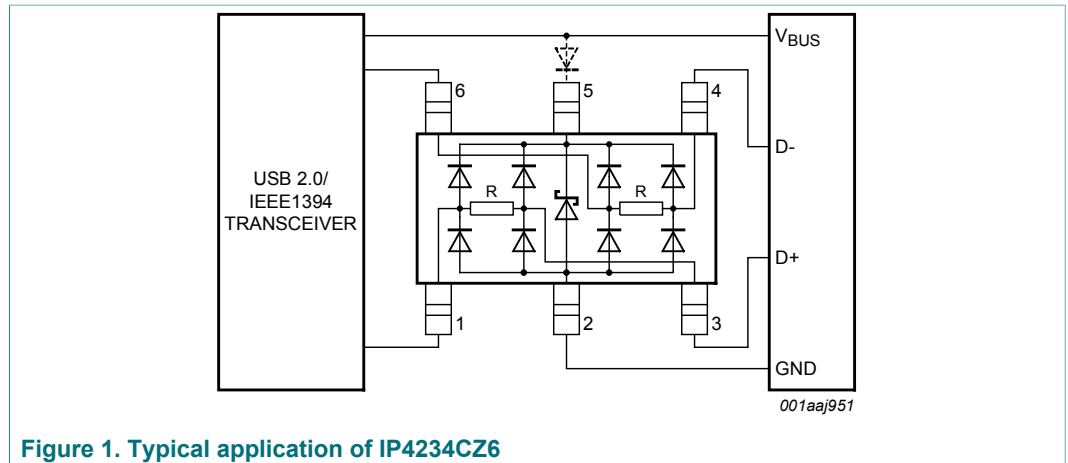 V_BUS
6
5
4
D-
USB 2.0/
IEEE1394
TRANSCEIVER
R
R
D+
1
2
3
GND
001aaj951
Figure 1. Typical application of IP4234CZ6